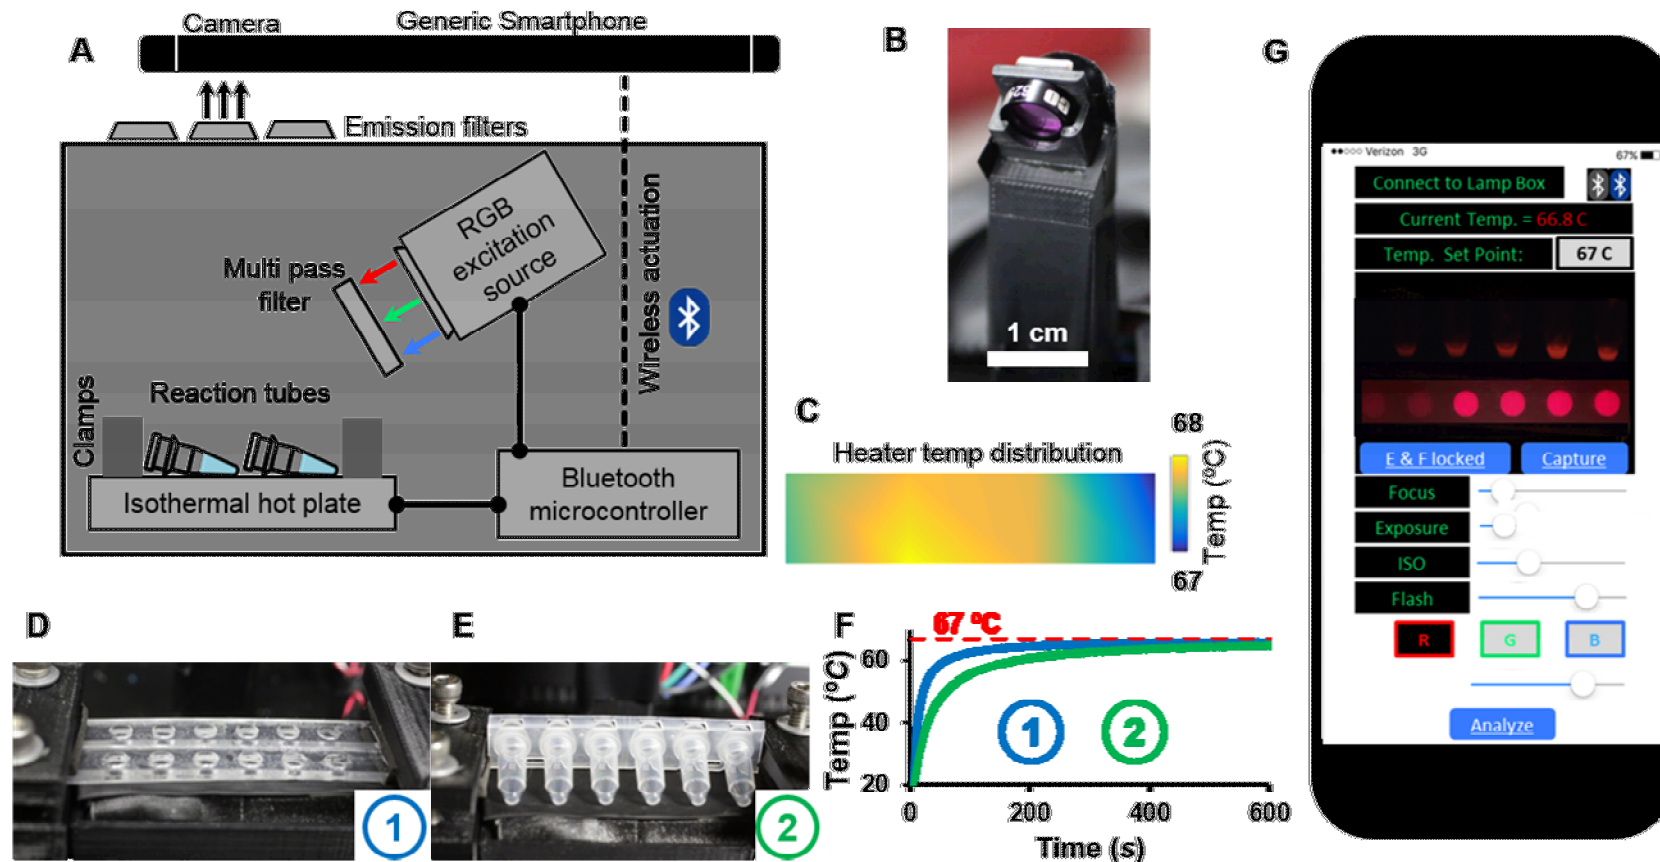 A
Camera
Generic Smartphone
Emission filters
RGB
excitation
source
Multi pass
filter
Wireless actuation
Clamps
Reaction tubes
Isothermal hot plate
Bluetooth
microcontroller
B
1 cm
C
68
Heater temp distribution
Temp (ºC)
67
D
1
E
2
F
67 ºC
Temp (ºC)
60
40
20
1
2
0
200
400
600
Time (s)
G
Verizon 3G
67%
Connect to Lamp Box
Current Temp. = 66.8 C
Temp. Set Point:
67 C
E & F locked
Capture
Focus
Exposure
ISO
Flash
R
G
B
Analyze